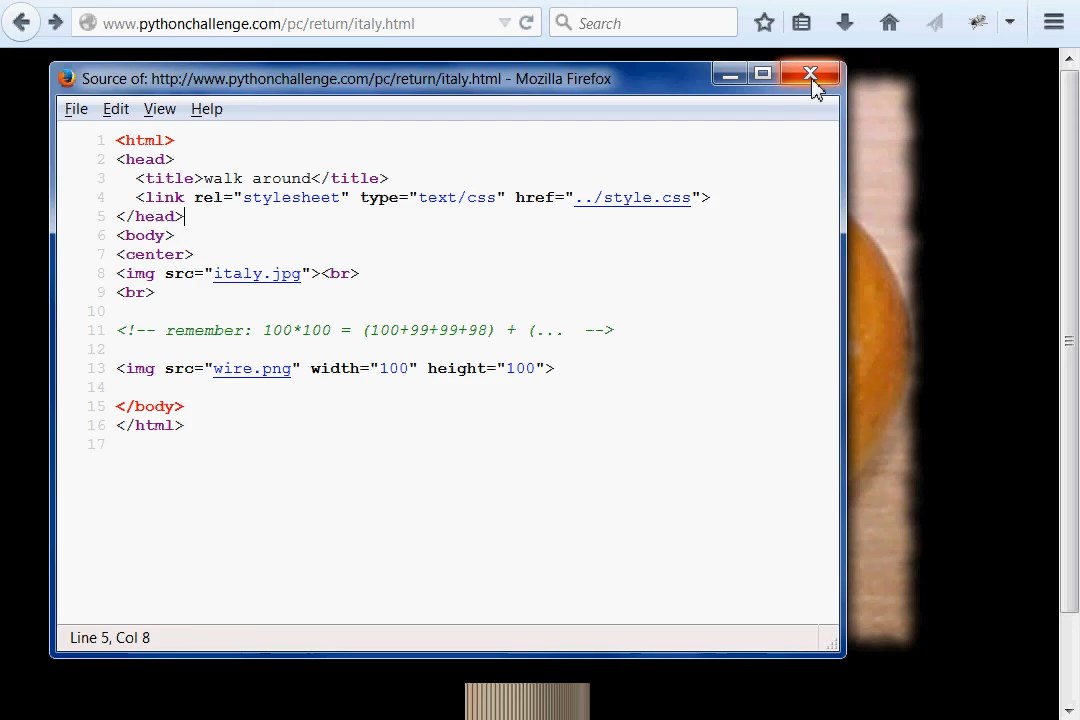 www.pythonchallenge.com/pc/return/italy.html
Search
Source of: http://www.pythonchallenge.com/pc/return/italy.html - Mozilla Firefox
File Edit View Help
1 <html>
2 <head>
3 <title>walk around</title>
4 <link rel="stylesheet" type="text/css" href="../style.css">
5 </head>
6 <body>
7 <center>
8 <img src="italy.jpg"><br>
9 <br>
10
11 <!-- remember: 100*100 = (100+99+99+98) + (... -->
12
13 <img src="wire.png" width="100" height="100">
14
15 </body>
16 </html>
17
Line 5, Col 8